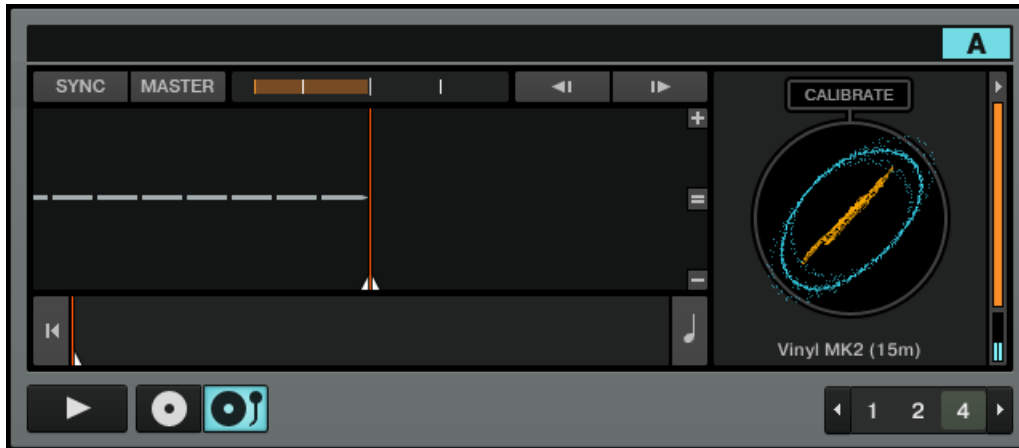 A
SYNC MASTER
CALIBRATE
Vinyl MK2 (15m)
1 2 4